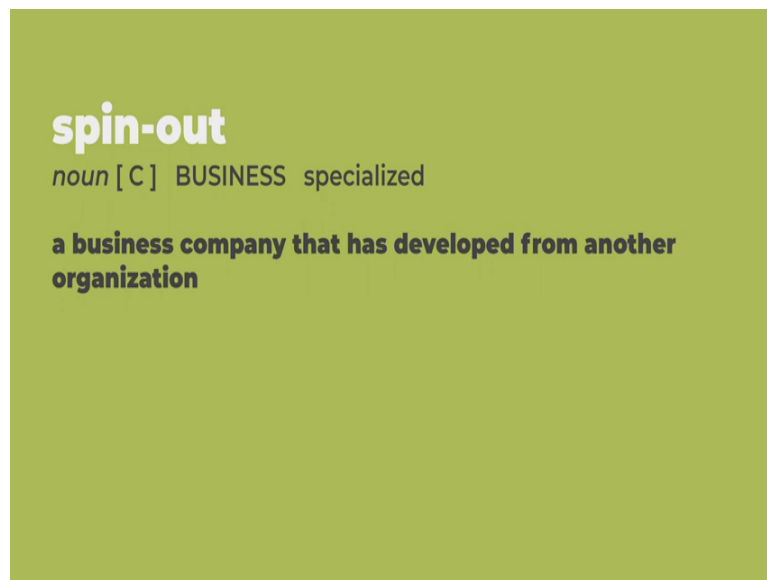 spin-out
noun [ C ] BUSINESS specialized
a business company that has developed from another
organization